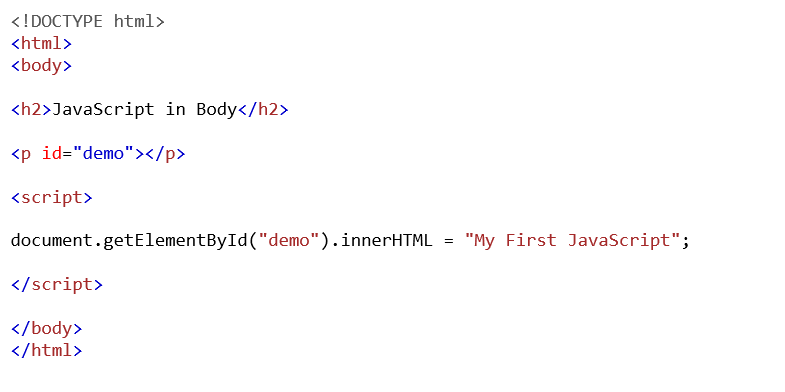 <!DOCTYPE html>
<html>
<body>
<h2>JavaScript in Body</h2>
<p id="demo"></p>
<script>
document.getElementById("demo").innerHTML = "My First JavaScript";
</script>
</body>
</html>